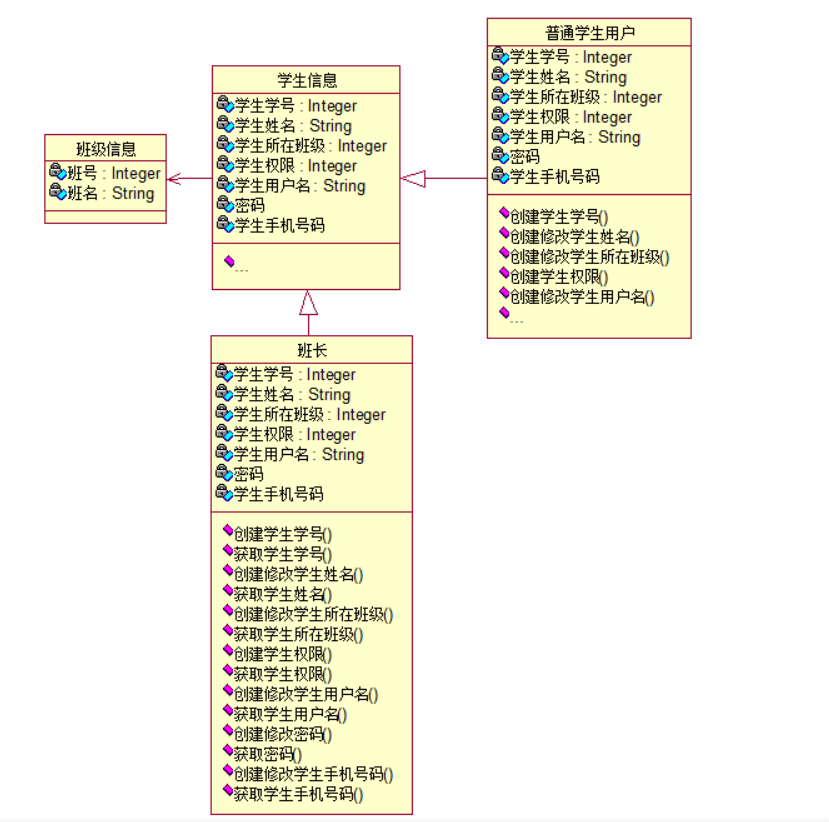 班级信息
班号 : Integer
班名 : String
学生信息
学生学号 : Integer
学生姓名 : String
学生所在班级 : Integer
学生权限 : Integer
学生用户名 : String
密码
学生手机号码
...
普通学生用户
学生学号 : Integer
学生姓名 : String
学生所在班级 : Integer
学生权限 : Integer
学生用户名 : String
密码
学生手机号码
创建学生学号()
创建修改学生姓名()
创建修改学生所在班级()
创建学生权限()
创建修改学生用户名()
...
班长
学生学号 : Integer
学生姓名 : String
学生所在班级 : Integer
学生权限 : Integer
学生用户名 : String
密码
学生手机号码
创建学生学号()
获取学生学号()
创建修改学生姓名()
获取学生姓名()
创建修改学生所在班级()
获取学生所在班级()
创建学生权限()
获取学生权限()
创建修改学生用户名()
获取学生用户名()
创建修改密码()
获取密码()
创建修改学生手机号码()
获取学生手机号码()